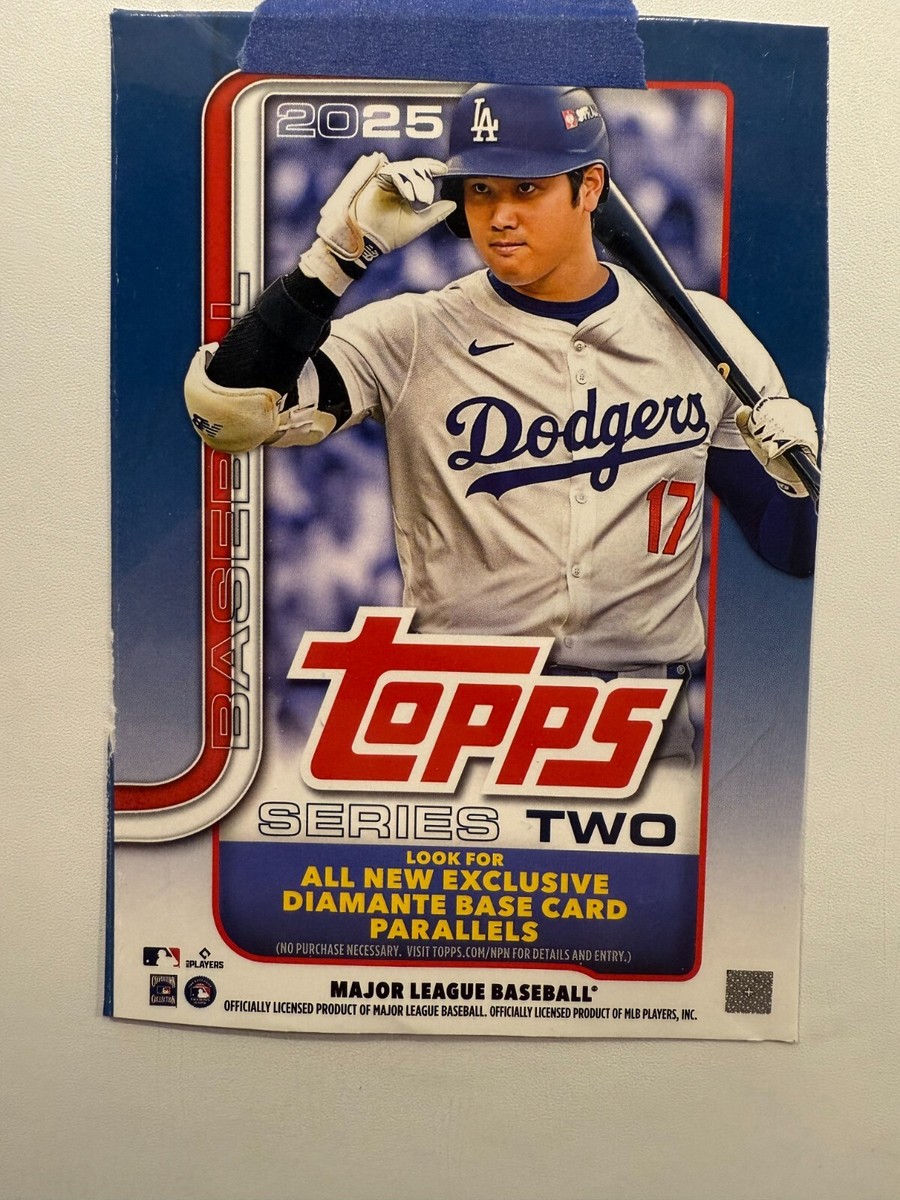 2025
LA
BASEBALL
Dodgers
17
TOPPS
®
SERIES TWO
LOOK FOR
ALL NEW EXCLUSIVE
DIAMANTE BASE CARD
PARALLELS
(NO PURCHASE NECESSARY. VISIT TOPPS.COM/NPN FOR DETAILS AND ENTRY.)
PLAYERS
MAJOR LEAGUE BASEBALL®
OFFICIALLY LICENSED PRODUCT OF MAJOR LEAGUE BASEBALL. OFFICIALLY LICENSED PRODUCT OF MLB PLAYERS, INC.